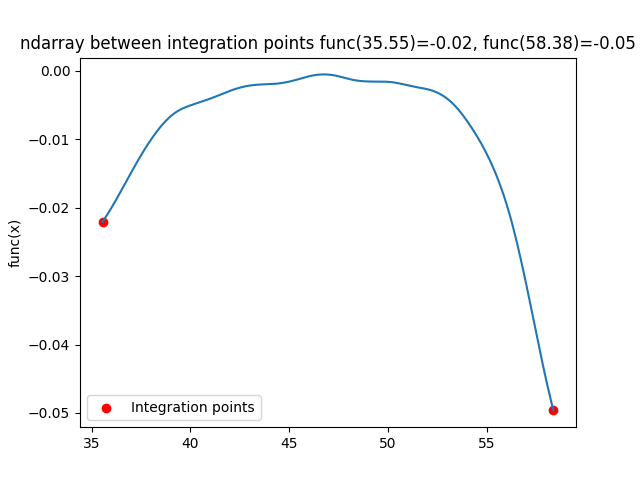 ndarray between integration points func(35.55)=-0.02, func(58.38)=-0.05
func(x)
0.00
−0.01
−0.02
−0.03
−0.04
−0.05
Integration points
35 40 45 50 55